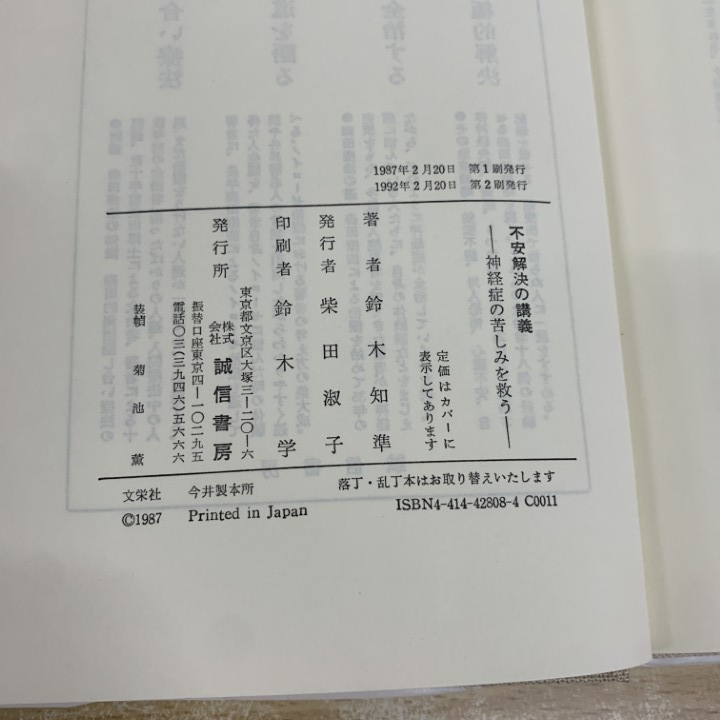 1987年2月20日　第1刷発行
1992年2月20日　第2刷発行
不安解決の講義
──神経症の苦しみを救う──
定価はカバーに
表示してあります
著者 鈴木知準
発行者 柴田淑子
印刷者 鈴木学
発行所 株式会社 誠信書房
東京都文京区大塚三─二〇─六
電話〇三(三九四六)五六六六
振替口座東京四─一〇二九五
装幀 菊池薫
落丁・乱丁本はお取り替えいたします
文栄社　今井製本所
ISBN4-414-42808-4 C0011
©1987　Printed in Japan